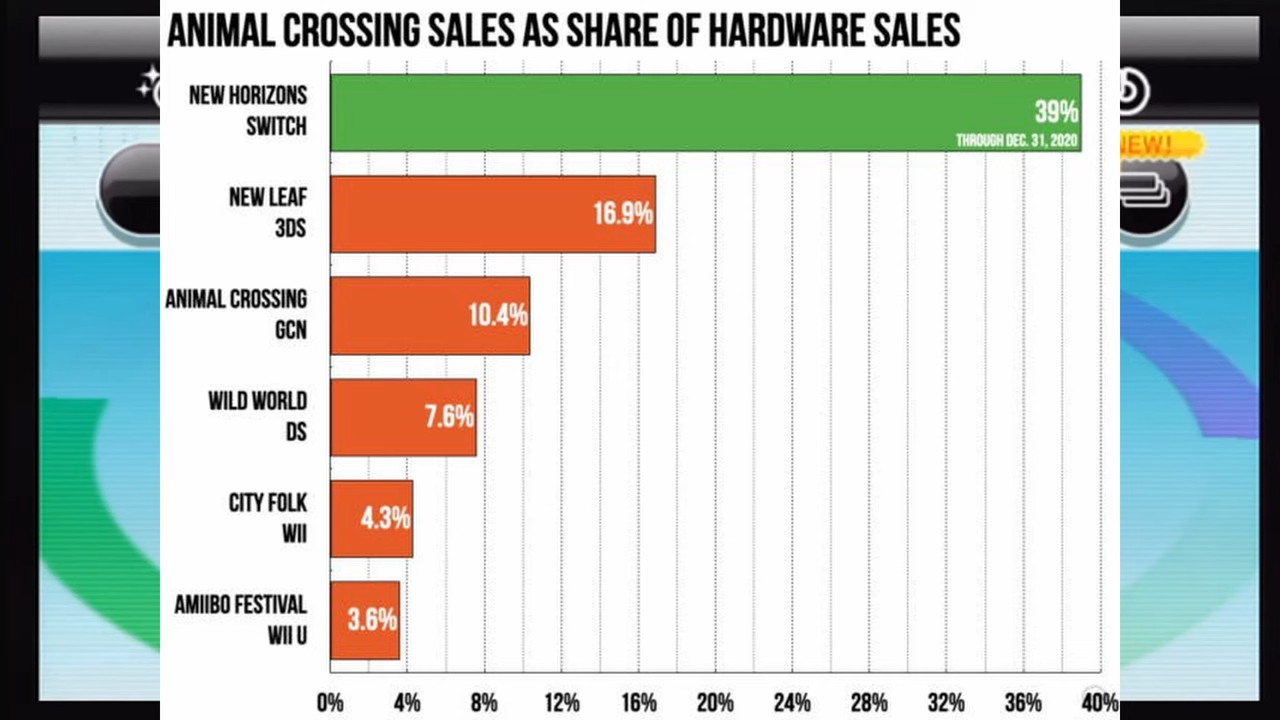 ANIMAL CROSSING SALES AS SHARE OF HARDWARE SALES
NEW HORIZONS
SWITCH
39%
THROUGH DEC. 31, 2020
NEW!
NEW LEAF
3DS
16.9%
ANIMAL CROSSING
GCN
10.4%
WILD WORLD
DS
7.6%
CITY FOLK
WII
4.3%
AMIIBO FESTIVAL
WII U
3.6%
0% 4% 8% 12% 16% 20% 24% 28% 32% 36% 40%